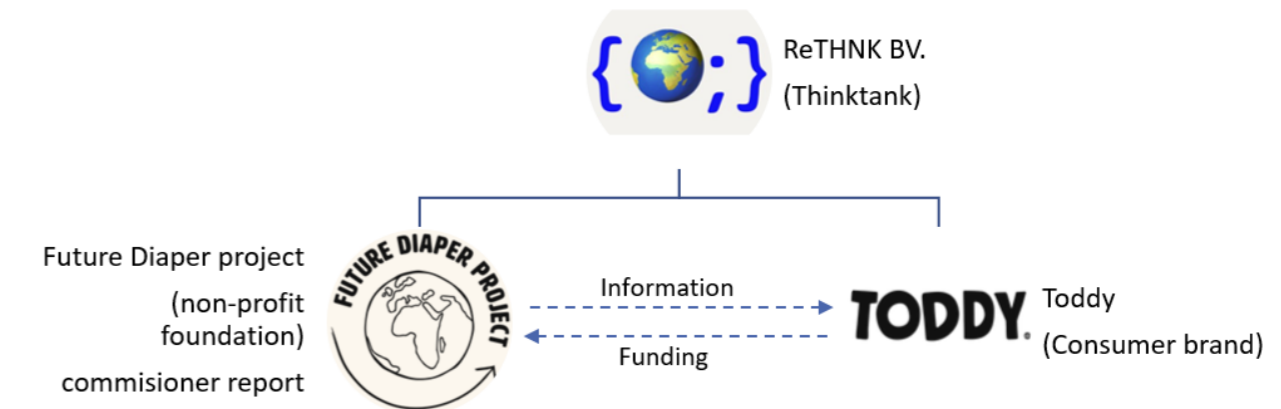 { ; }
ReTHNK BV.
(Thinktank)
Future Diaper project
(non-profit
foundation)
commisioner report
FUTURE DIAPER PROJECT
Information
Funding
TODDY.
Toddy
(Consumer brand)